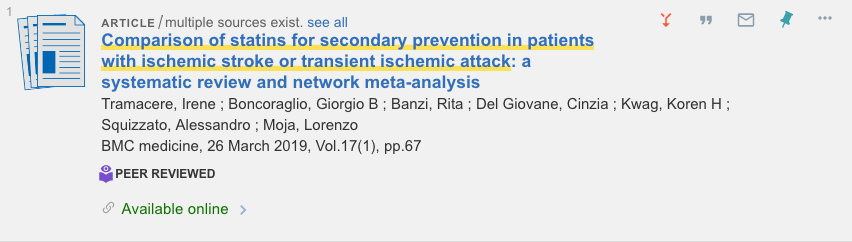 1
ARTICLE / multiple sources exist. see all
Comparison of statins for secondary prevention in patients
with ischemic stroke or transient ischemic attack: a
systematic review and network meta-analysis
Tramacere, Irene ; Boncoraglio, Giorgio B ; Banzi, Rita ; Del Giovane, Cinzia ; Kwag, Koren H ;
Squizzato, Alessandro ; Moja, Lorenzo
BMC medicine, 26 March 2019, Vol.17(1), pp.67
PEER REVIEWED
Available online